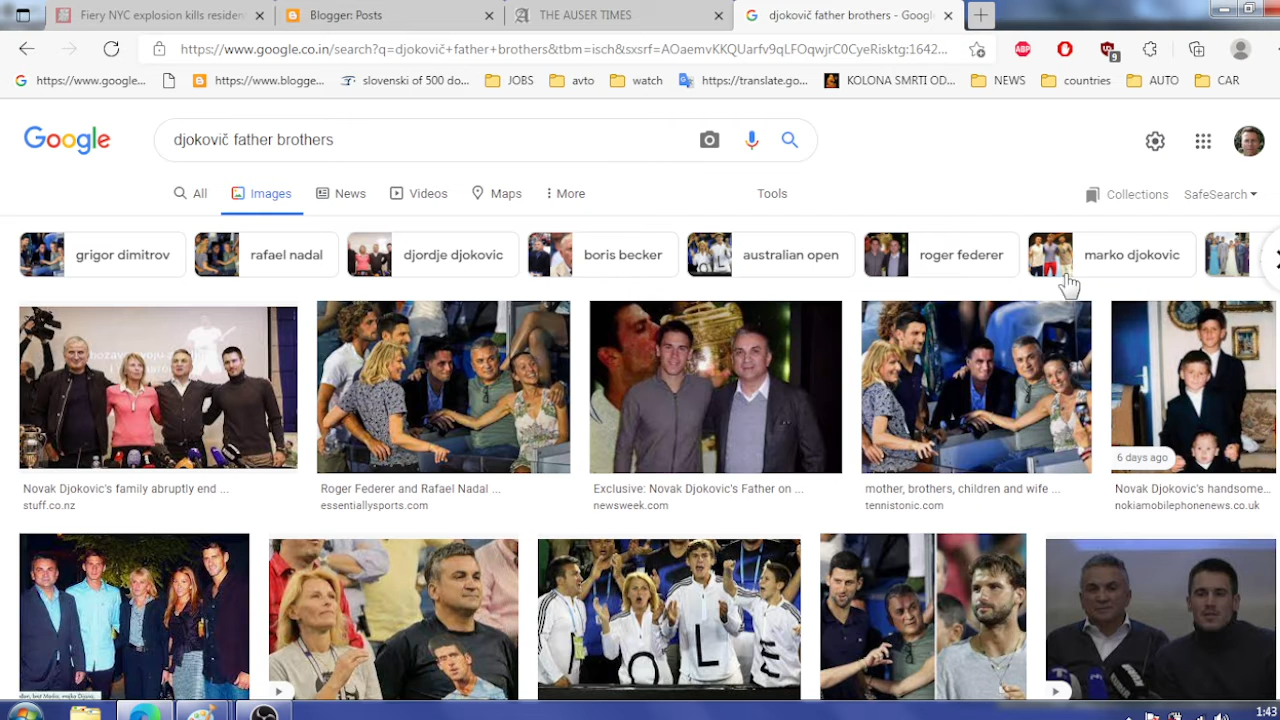 Fiery NYC explosion kills residen
Blogger: Posts
THE AUSER TIMES
djoković father brothers - Googl
https://www.google.co.in/search?q=djokovič+father+brothers&tbm=isch&sxsrf=AOaemvKKQUarfv9qLFOqwjrC0CyeRisktg:1642...
ABP
9
https://www.google...
https://www.blogge...
slovenski of 500 do...
JOBS
avto
watch
https://translate.go...
KOLONA SMRTI OD...
NEWS
countries
AUTO
CAR
Google
djokovič father brothers
All
Images
News
Videos
Maps
More
Tools
Collections
SafeSearch
grigor dimitrov
rafael nadal
djordje djokovic
boris becker
australian open
roger federer
marko djokovic
6 days ago
Novak Djokovic's family abruptly end ...
stuff.co.nz
Roger Federer and Rafael Nadal ...
essentiallysports.com
Exclusive: Novak Djokovic's Father on ...
newsweek.com
mother, brothers, children and wife ...
tennistonic.com
Novak Djokovic's handsome...
nokiamobilephonenews.co.uk
1:43